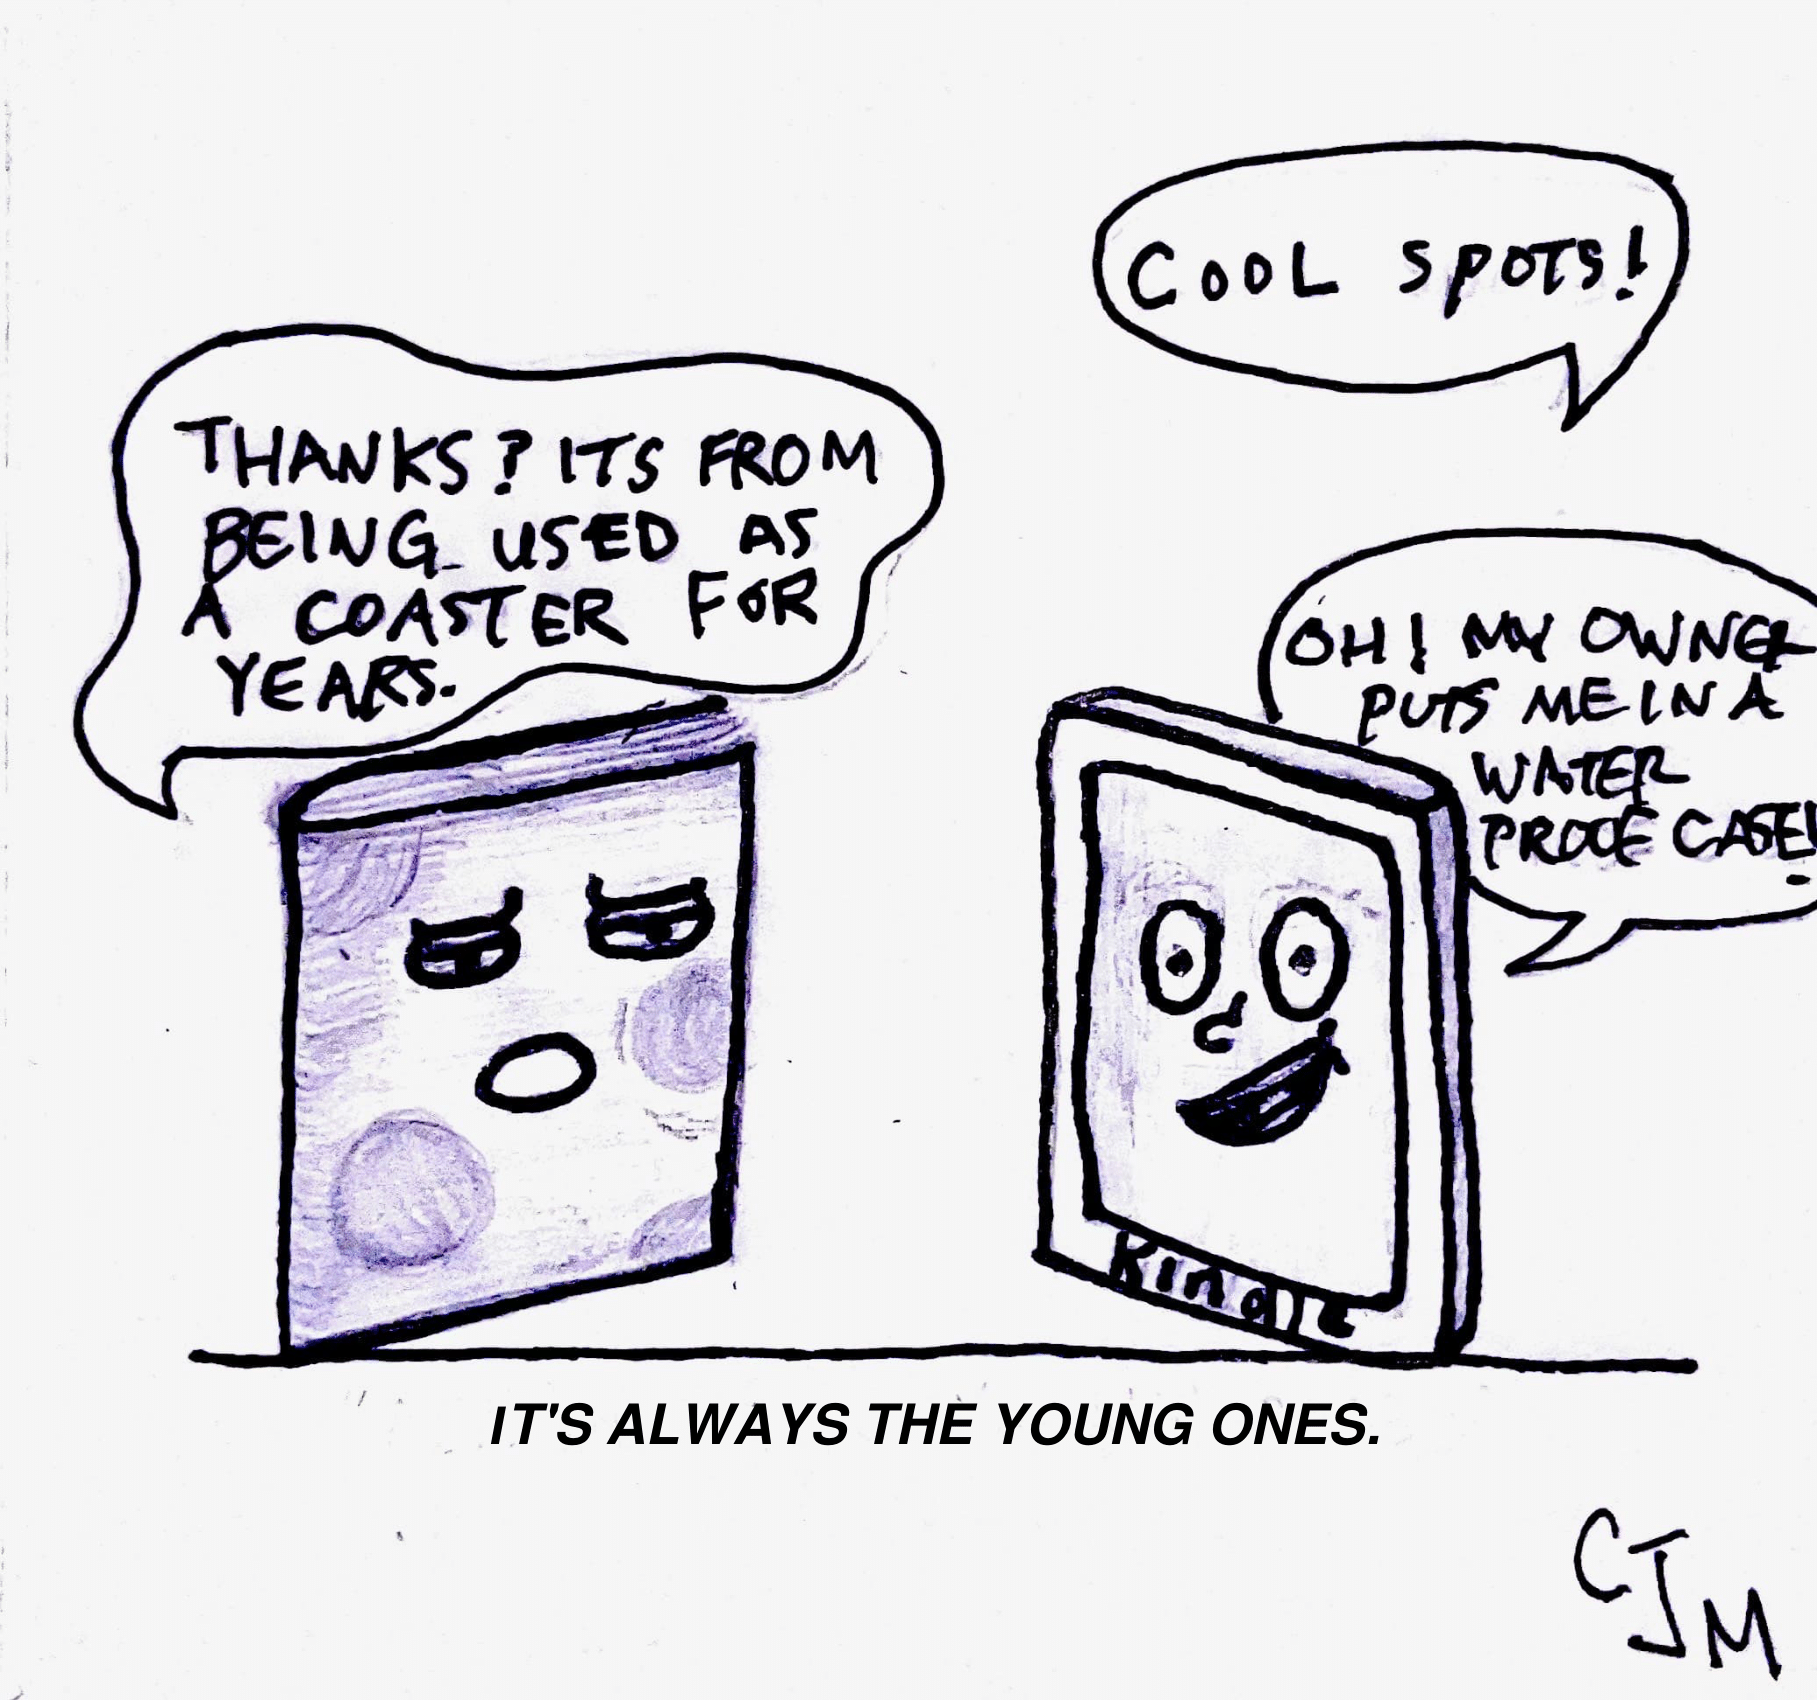 COOL SPOTS!
THANKS? ITS FROM
BEING USED AS
A COASTER FOR
YEARS.
OH! MY OWNER
PUTS ME IN A
WATER
PROOF CASE!
Kindle
IT'S ALWAYS THE YOUNG ONES.
CJM